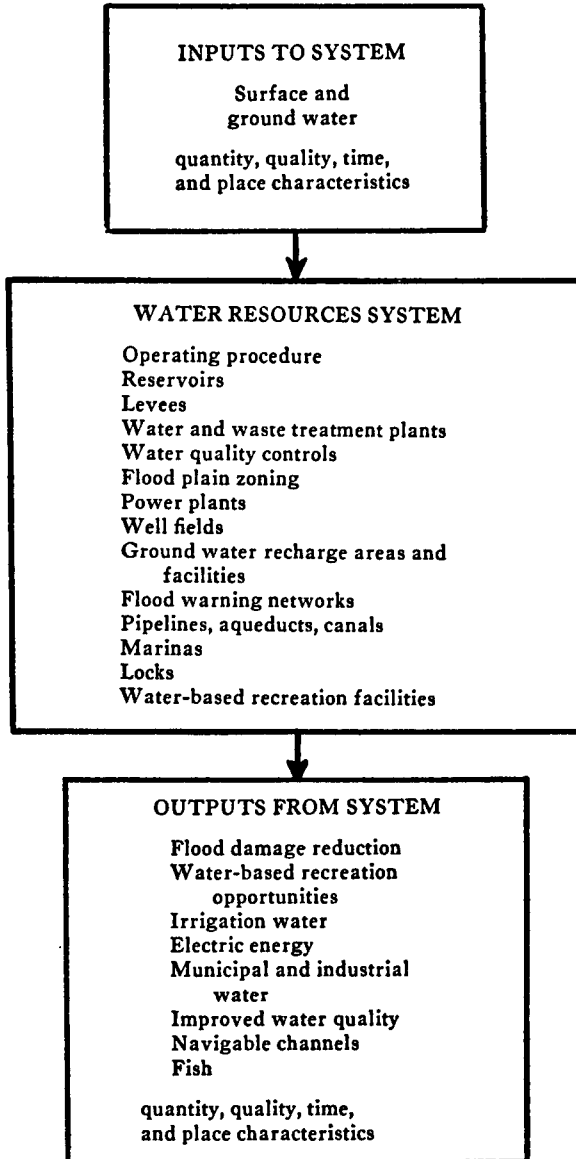 INPUTS TO SYSTEM
Surface and
ground water
quantity, quality, time,
and place characteristics
WATER RESOURCES SYSTEM
Operating procedure
Reservoirs
Levees
Water and waste treatment plants
Water quality controls
Flood plain zoning
Power plants
Well fields
Ground water recharge areas and
facilities
Flood warning networks
Pipelines, aqueducts, canals
Marinas
Locks
Water-based recreation facilities
OUTPUTS FROM SYSTEM
Flood damage reduction
Water-based recreation
opportunities
Irrigation water
Electric energy
Municipal and industrial
water
Improved water quality
Navigable channels
Fish
quantity, quality, time,
and place characteristics